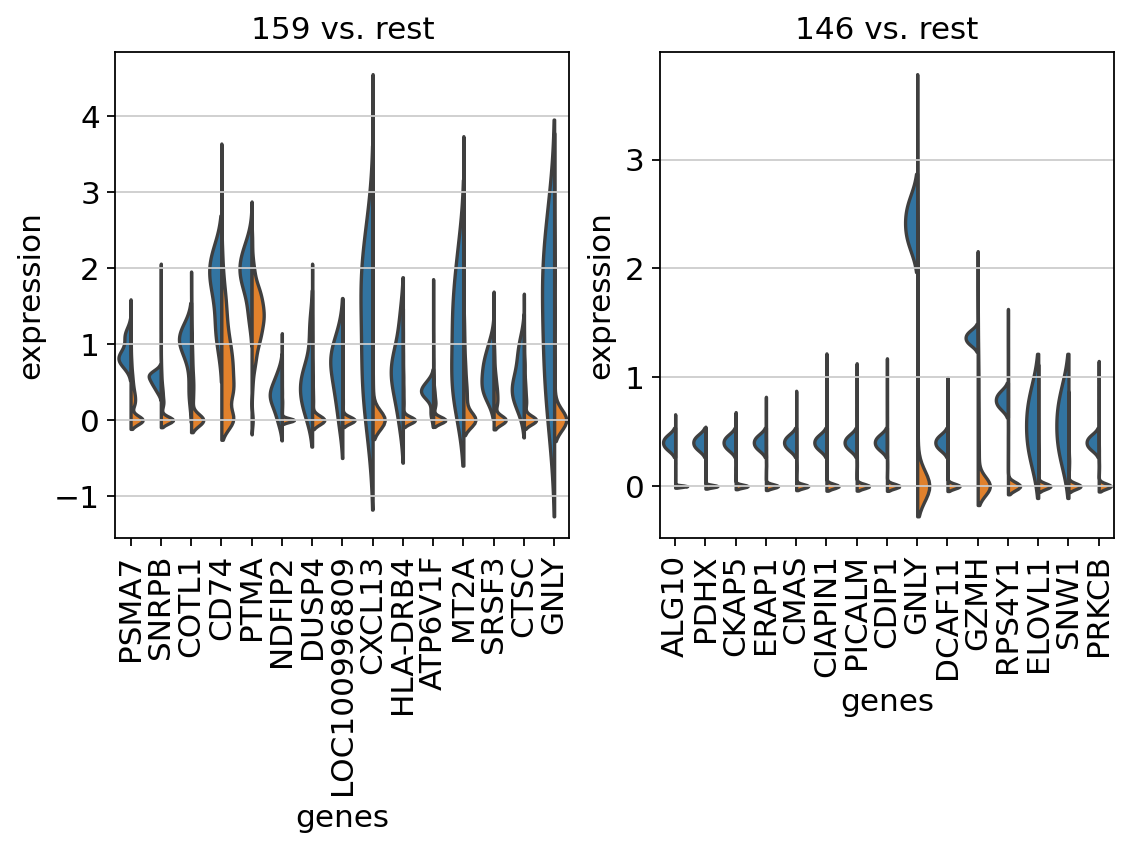 159 vs. rest
expression
4
3
2
1
0
−1
PSMA7
SNRPB
COTL1
CD74
PTMA
NDFIP2
DUSP4
LOC100996809
CXCL13
HLA-DRB4
ATP6V1F
MT2A
SRSF3
CTSC
GNLY
genes
146 vs. rest
expression
3
2
1
0
ALG10
PDHX
CKAP5
ERAP1
CMAS
CIAPIN1
PICALM
CDIP1
GNLY
DCAF11
GZMH
RPS4Y1
ELOVL1
SNW1
PRKCB
genes